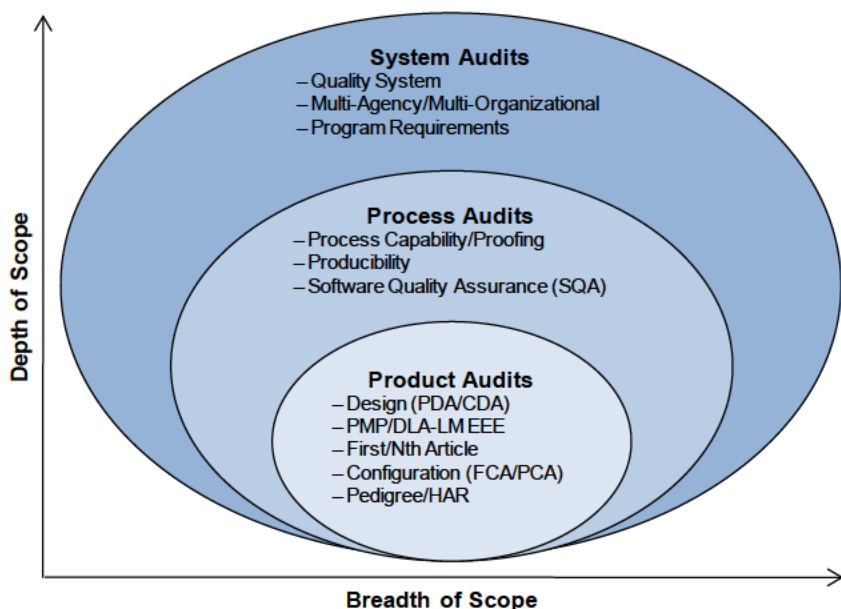 System Audits
– Quality System
– Multi-Agency/Multi-Organizational
– Program Requirements
Process Audits
– Process Capability/Proofing
– Producibility
– Software Quality Assurance (SQA)
Product Audits
– Design (PDA/CDA)
– PMP/DLA-LM EEE
– First/Nth Article
– Configuration (FCA/PCA)
– Pedigree/HAR
Depth of Scope
Breadth of Scope